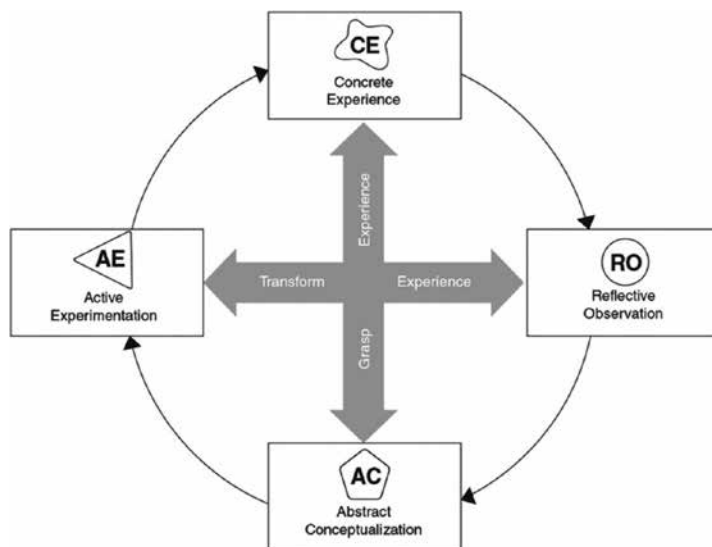 CE
Concrete
Experience
Experience
AE
Active
Experimentation
Transform
Experience
RO
Reflective
Observation
Grasp
AC
Abstract
Conceptualization